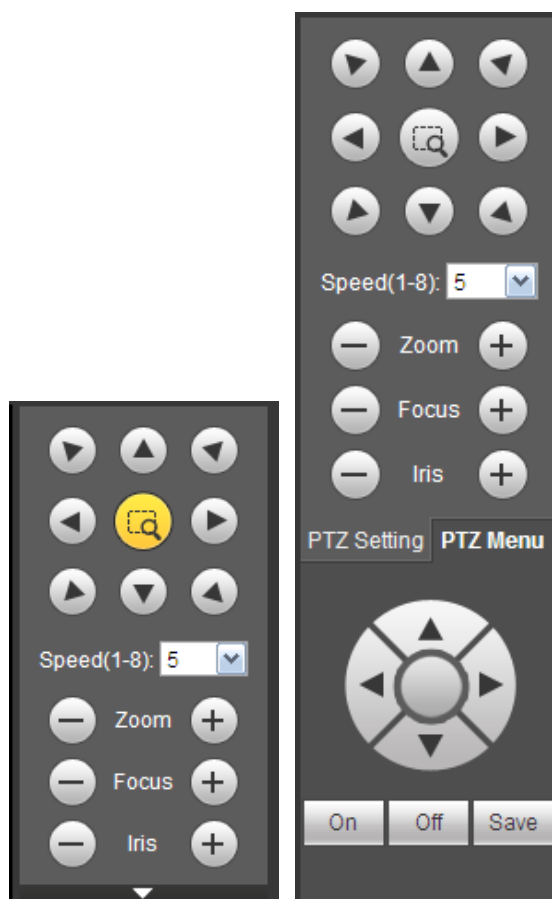 Speed(1-8): 5
Zoom
Focus
Iris
Speed(1-8): 5
Zoom
Focus
Iris
PTZ Setting PTZ Menu
On Off Save